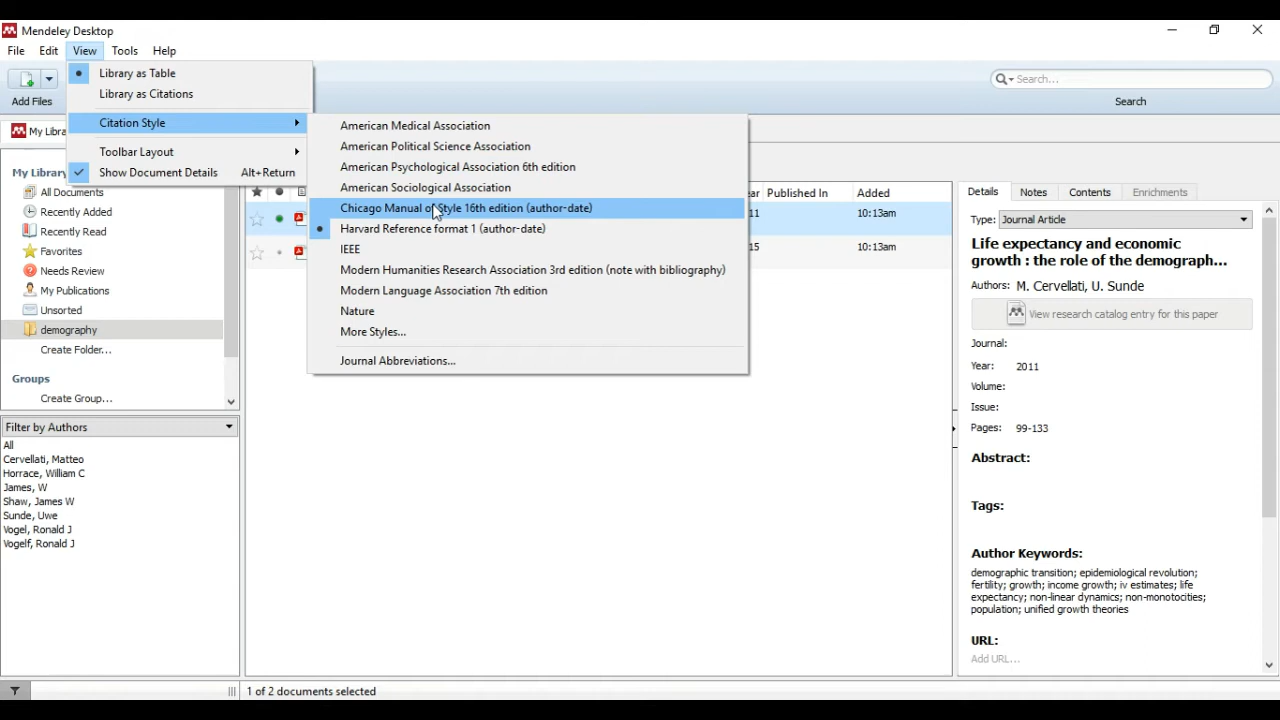 Mendeley Desktop
File Edit View Tools Help
Add Files
Search...
Search
Library as Table
Library as Citations
Citation Style
Toolbar Layout
Show Document Details Alt+Return
American Medical Association
American Political Science Association
American Psychological Association 6th edition
American Sociological Association
Chicago Manual of Style 16th edition (author-date)
Harvard Reference format 1 (author-date)
IEEE
Modern Humanities Research Association 3rd edition (note with bibliography)
Modern Language Association 7th edition
Nature
More Styles...
Journal Abbreviations...
My Library
All Documents
Recently Added
Recently Read
Favorites
Needs Review
My Publications
Unsorted
demography
Create Folder...
Groups
Create Group...
Filter by Authors
All
Cervellati, Matteo
Horrace, William C
James, W
Shaw, James W
Sunde, Uwe
Vogel, Ronald J
Vogelf, Ronald J
Published In Added
11 10:13am
15 10:13am
1 of 2 documents selected
Details Notes Contents Enrichments
Type: Journal Article
Life expectancy and economic
growth : the role of the demograph...
Authors: M. Cervellati, U. Sunde
View research catalog entry for this paper
Journal:
Year: 2011
Volume:
Issue:
Pages: 99-133
Abstract:
Tags:
Author Keywords:
demographic transition; epidemiological revolution;
fertility; growth; income growth; iv estimates; life
expectancy; non-linear dynamics; non-monotocities;
population; unified growth theories
URL:
Add URL...